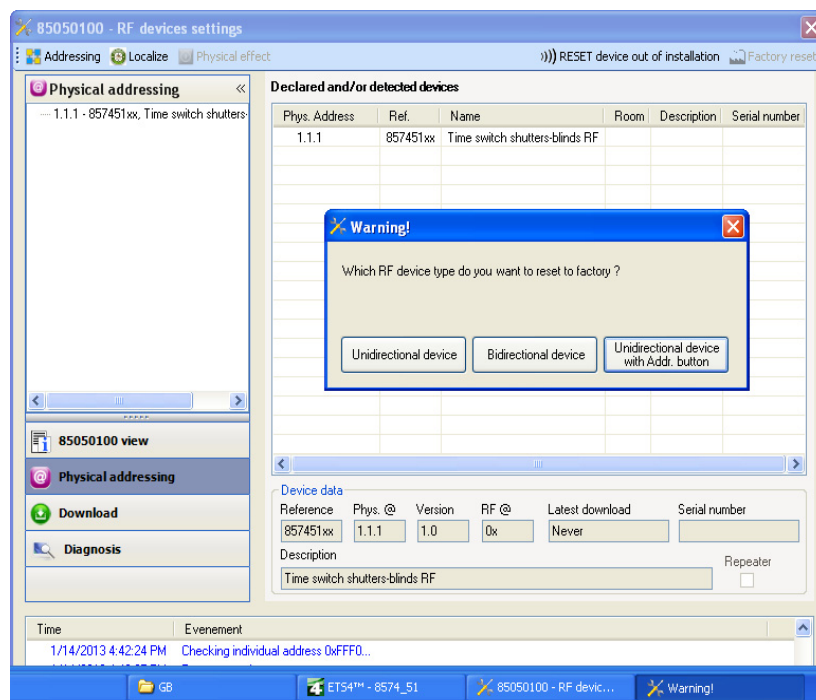 85050100 - RF devices settings
Addressing Localize Physical effect ))) RESET device out of installation Factory reset
Physical addressing «
1.1.1 - 857451xx, Time switch shutters-
Declared and/or detected devices
Phys. Address Ref. Name Room Description Serial number
1.1.1 857451xx Time switch shutters-blinds RF
Warning!
Which RF device type do you want to reset to factory ?
Unidirectional device
Bidirectional device
Unidirectional device
with Addr. button
85050100 view
Physical addressing
Download
Diagnosis
Device data
Reference Phys. @ Version RF @ Latest download Serial number
857451xx 1.1.1 1.0 0x Never
Description
Repeater
Time switch shutters-blinds RF
Time Evenement
1/14/2013 4:42:24 PM Checking individual address 0xFFF0...
GB ETS4™ - 8574_51 85050100 - RF devic... Warning!